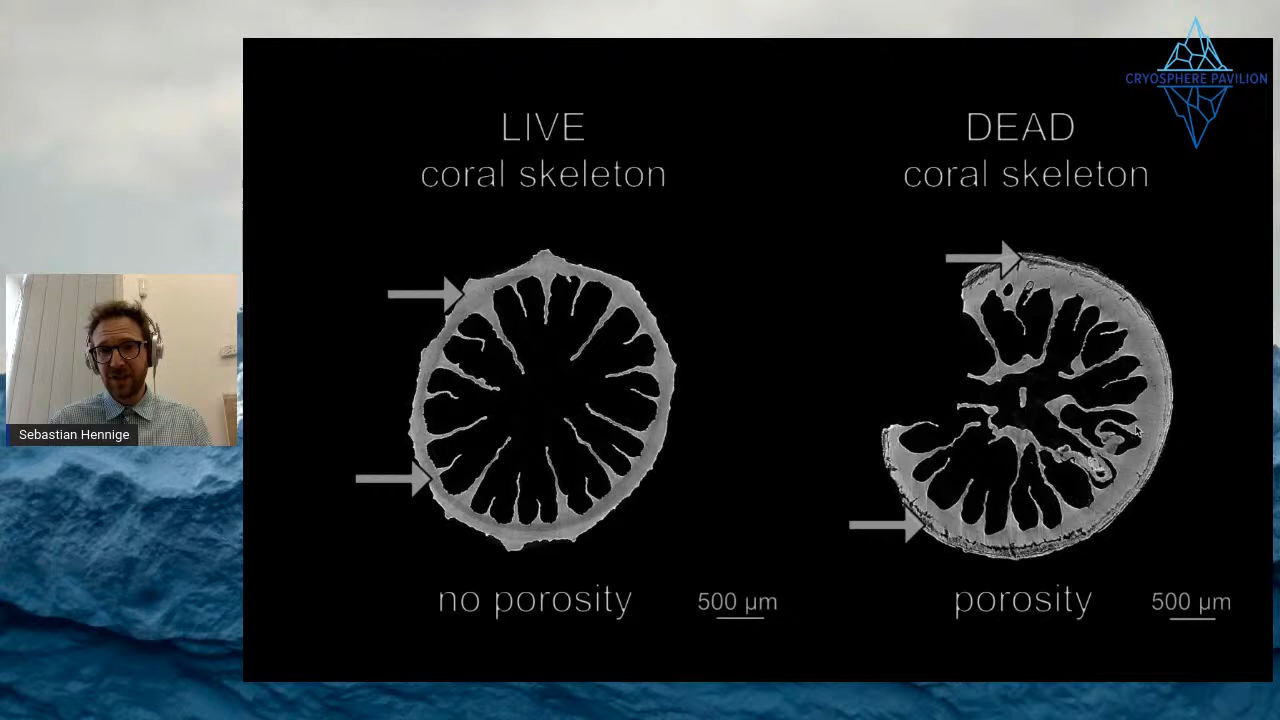 CRYOSPHERE PAVILION
LIVE
coral skeleton
DEAD
coral skeleton
Sebastian Hennige
no porosity
500 µm
porosity
500 µm